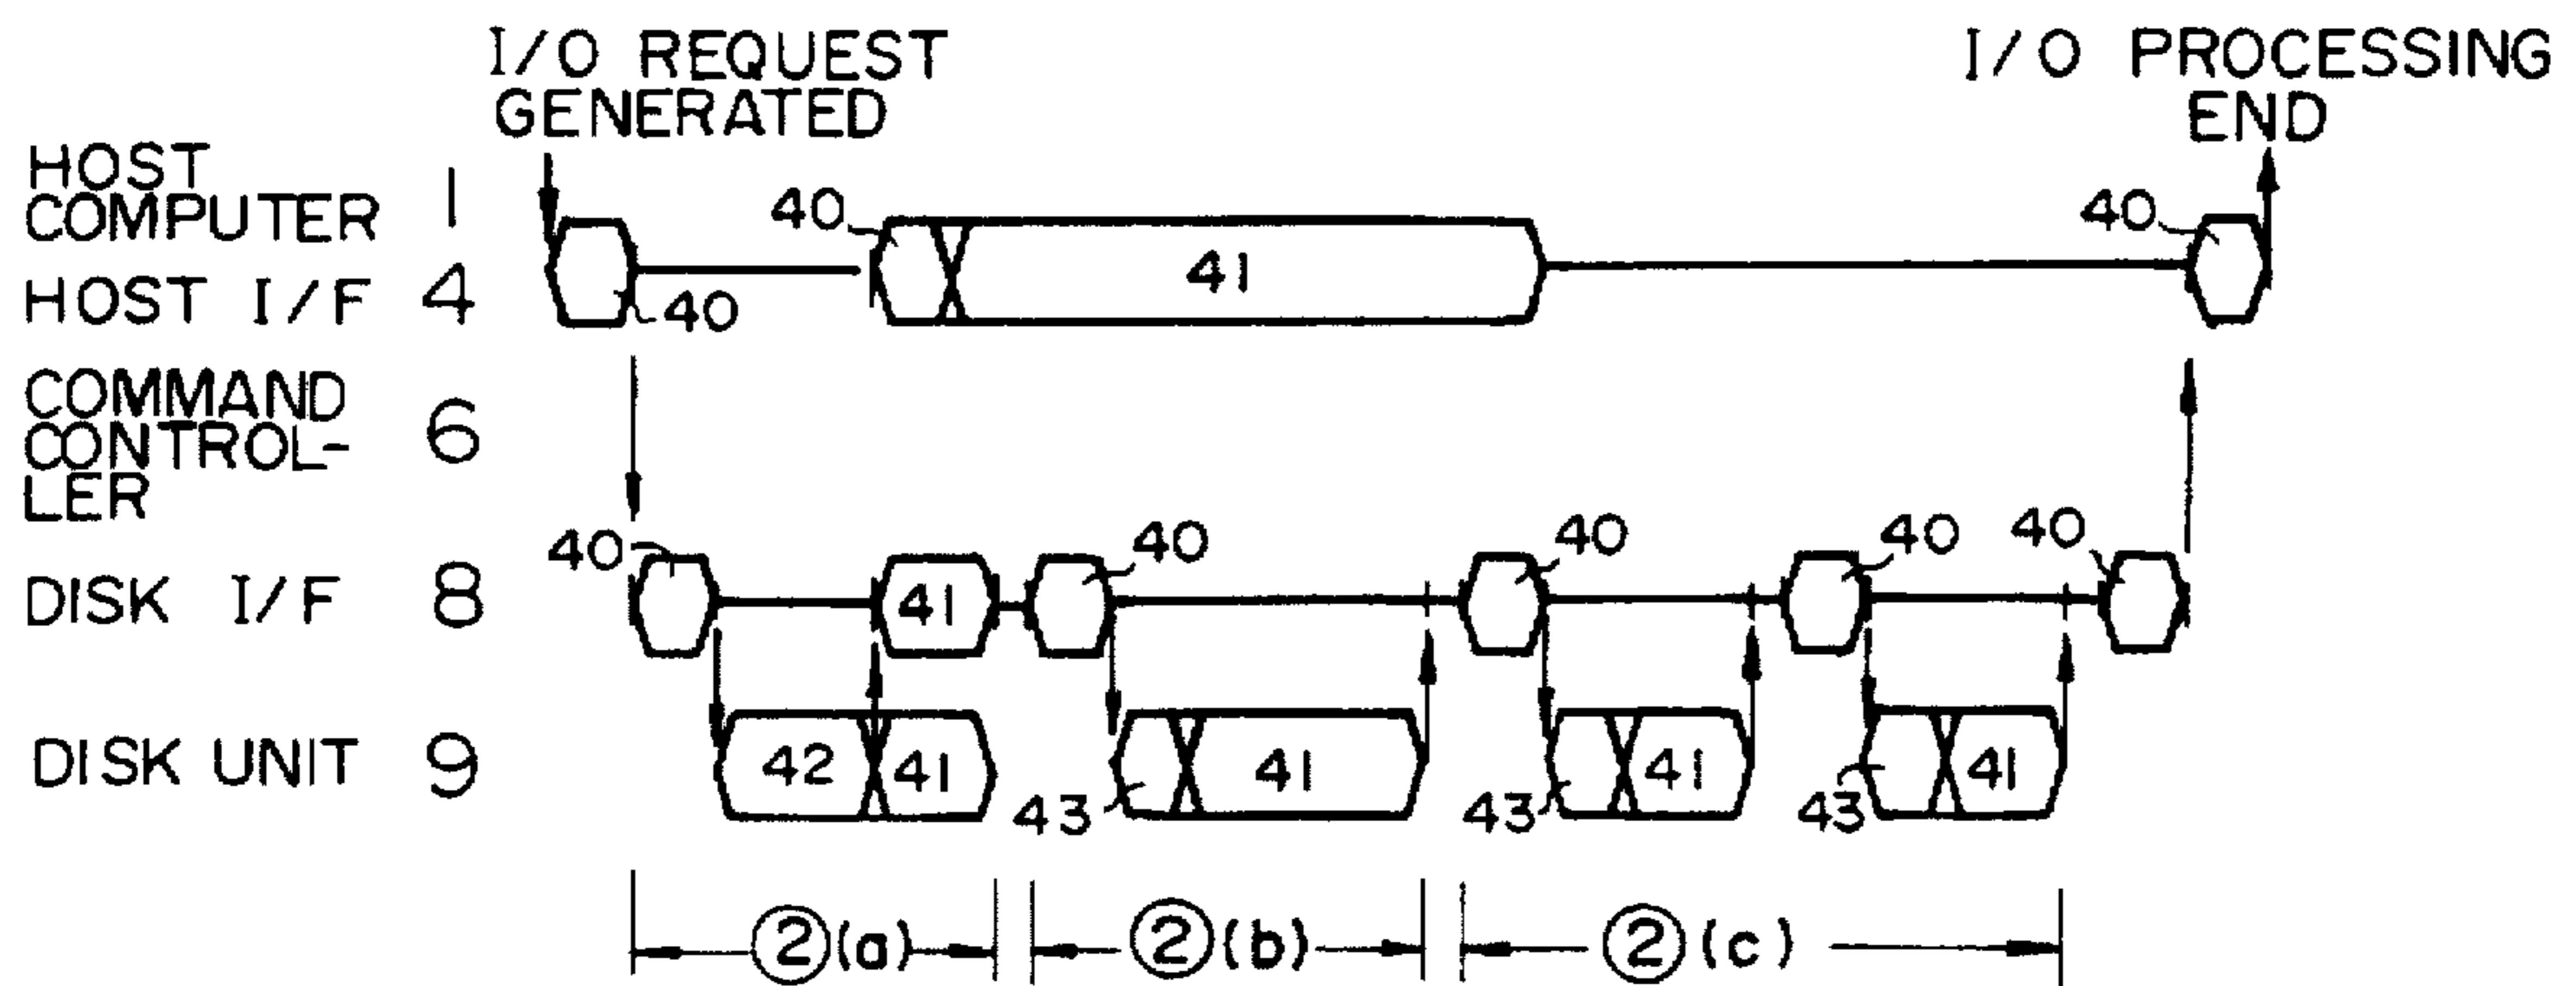 I/O REQUEST
GENERATED
I/O PROCESSING
END
HOST
COMPUTER 1
40
41
40
HOST I/F 4
40
COMMAND
CONTROL-
LER
6
40
40
40
40
40
DISK I/F 8
41
DISK UNIT 9
42
41
43
41
43
41
43
41
②(a)
②(b)
②(c)